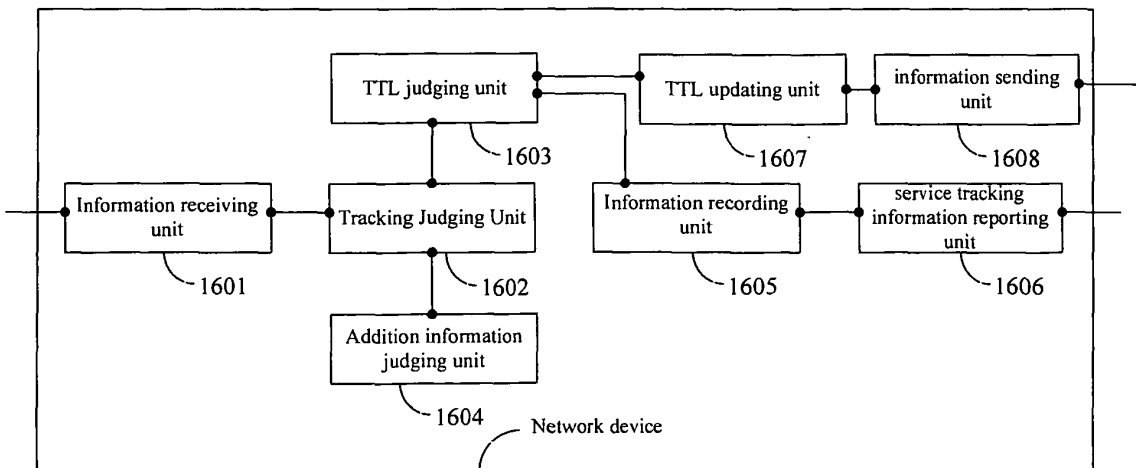 TTL judging unit
1603
TTL updating unit
1607
information sending
unit
1608
Information receiving
unit
1601
Tracking Judging Unit
1602
Information recording
unit
1605
service tracking
information reporting
unit
1606
Addition information
judging unit
1604
Network device